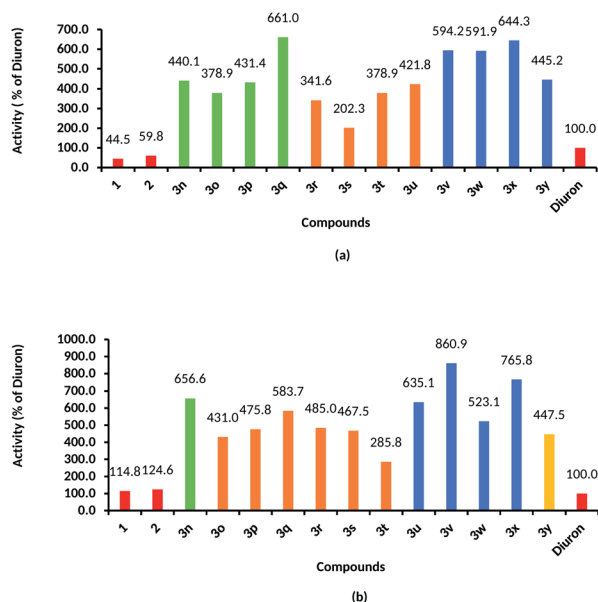 Activity ( % of Diuron)
700.0
600.0
500.0
400.0
300.0
200.0
100.0
0.0
44.5 59.8 440.1 378.9 431.4 661.0 341.6 202.3 378.9 421.8 594.2 591.9 644.3 445.2 100.0
1 2 3n 3o 3p 3q 3r 3s 3t 3u 3v 3w 3x 3y Diuron
Compounds
(a)
Activity (% of Diuron)
1000.0
900.0
800.0
700.0
600.0
500.0
400.0
300.0
200.0
100.0
0.0
114.8 124.6 656.6 431.0 475.8 583.7 485.0 467.5 285.8 635.1 860.9 523.1 765.8 447.5 100.0
1 2 3n 3o 3p 3q 3r 3s 3t 3u 3v 3w 3x 3y Diuron
Compounds
(b)